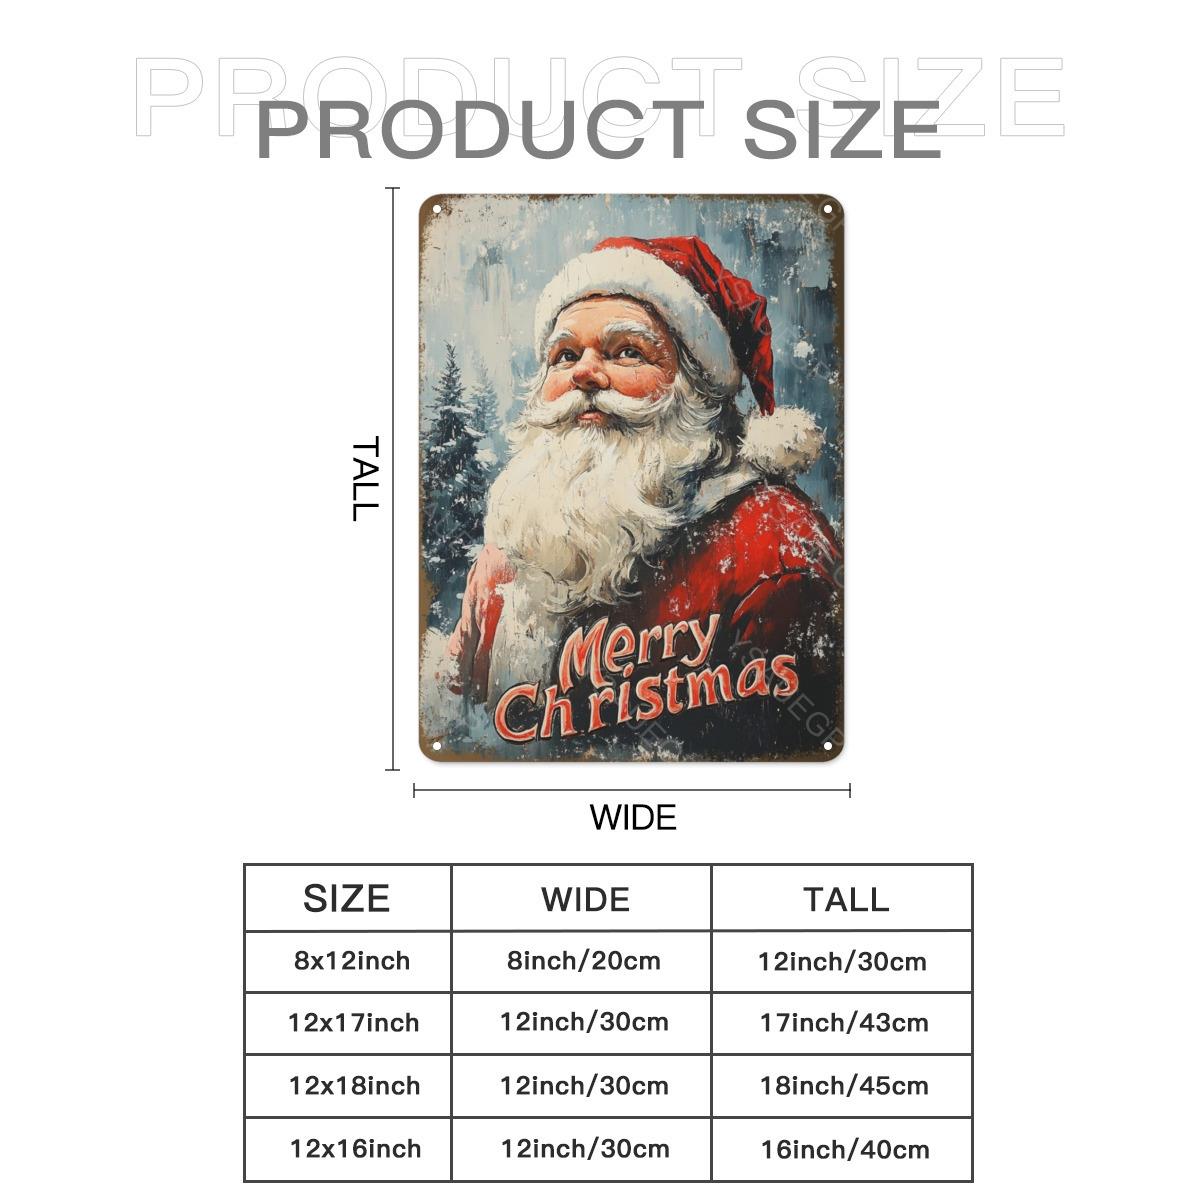 PRODUCT SIZE
PRODUCT SIZE
TALL
Merry
Christmas
WIDE
SIZE WIDE TALL
8x12inch 8inch/20cm 12inch/30cm
12x17inch 12inch/30cm 17inch/43cm
12x18inch 12inch/30cm 18inch/45cm
12x16inch 12inch/30cm 16inch/40cm